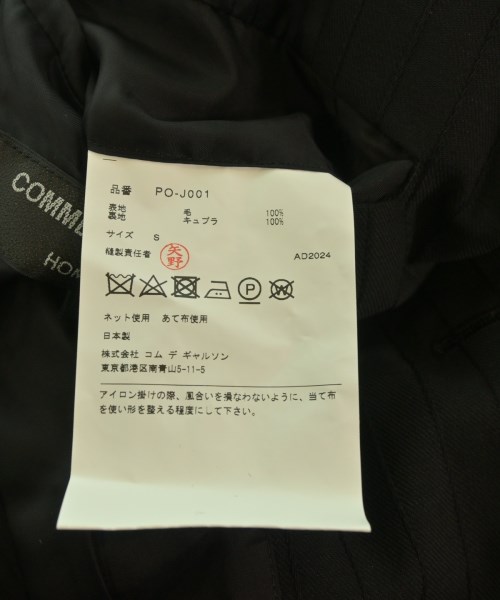 COMME
HOM
品番 PO-J001
表地 毛 100%
裏地 キュプラ 100%
サイズ S
縫製責任者 矢野 AD2024
P W
ネット使用 あて布使用
日本製
株式会社 コム デ ギャルソン
東京都港区南青山5-11-5
アイロン掛けの際、風合いを損なわないように、当て布
を使い形を整える程度にして下さい。